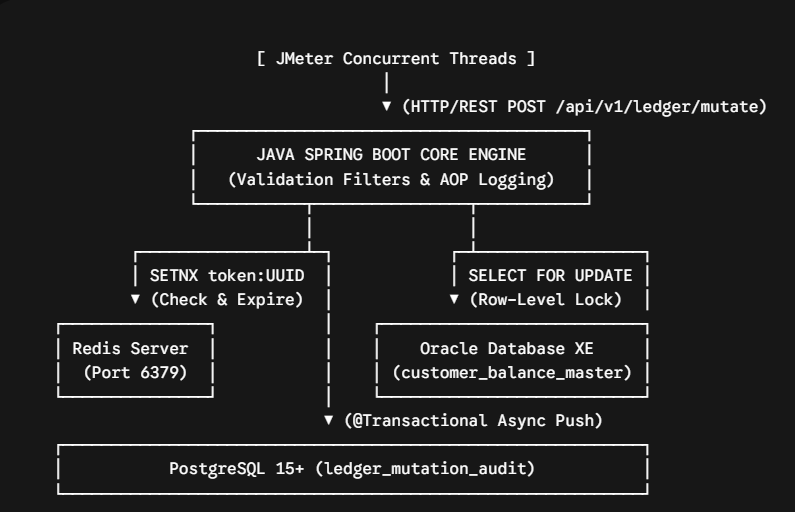 [ JMeter Concurrent Threads ]
(HTTP/REST POST /api/v1/ledger/mutate)
JAVA SPRING BOOT CORE ENGINE
(Validation Filters & AOP Logging)
SETNX token:UUID
(Check & Expire)
SELECT FOR UPDATE
(Row-Level Lock)
Redis Server
(Port 6379)
Oracle Database XE
(customer_balance_master)
(@Transactional Async Push)
PostgreSQL 15+ (ledger_mutation_audit)